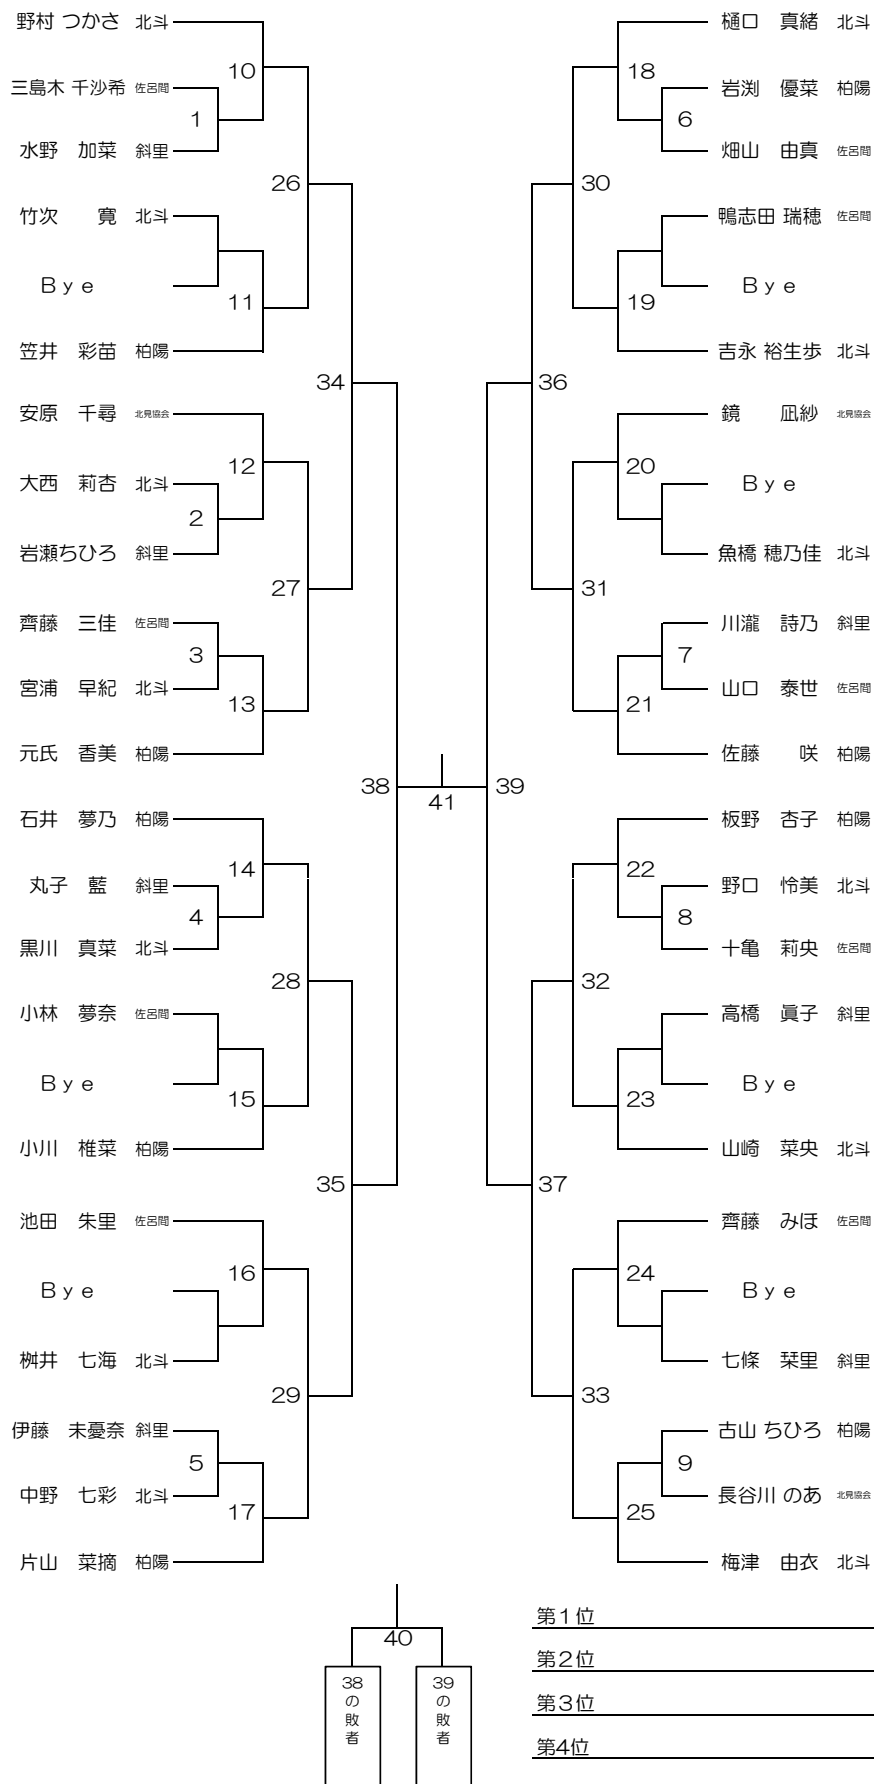 野村 つかさ 北斗
10
三島木 千沙希 佐呂間
1
水野 加菜 斜里
26
竹次 寛 北斗
Bye
11
笠井 彩苗 柏陽
34
安原 千尋 北見協会
12
大西 莉杏 北斗
2
岩瀬ちひろ 斜里
27
齊藤 三佳 佐呂間
3
宮浦 早紀 北斗
13
元氏 香美 柏陽
38
石井 夢乃 柏陽
14
丸子 藍 斜里
4
黒川 真菜 北斗
28
小林 夢奈 佐呂間
Bye
15
小川 椎菜 柏陽
35
池田 朱里 佐呂間
16
Bye
桝井 七海 北斗
29
伊藤 未憂奈 斜里
5
中野 七彩 北斗
17
片山 菜摘 柏陽
41
樋口 真緒 北斗
18
岩渕 優菜 柏陽
6
畑山 由真 佐呂間
30
鴨志田 瑞穂 佐呂間
Bye
19
吉永 裕生歩 北斗
36
鏡 凪紗 北見協会
20
Bye
魚橋 穂乃佳 北斗
31
川瀧 詩乃 斜里
7
山口 泰世 佐呂間
21
佐藤 咲 柏陽
39
板野 杏子 柏陽
22
野口 怜美 北斗
8
十亀 莉央 佐呂間
32
高橋 眞子 斜里
Bye
23
山崎 菜央 北斗
37
齊藤 みほ 佐呂間
24
Bye
七條 栞里 斜里
33
古山 ちひろ 柏陽
9
長谷川 のあ 北見協会
25
梅津 由衣 北斗
40
38の敗者
39の敗者
第1位
第2位
第3位
第4位